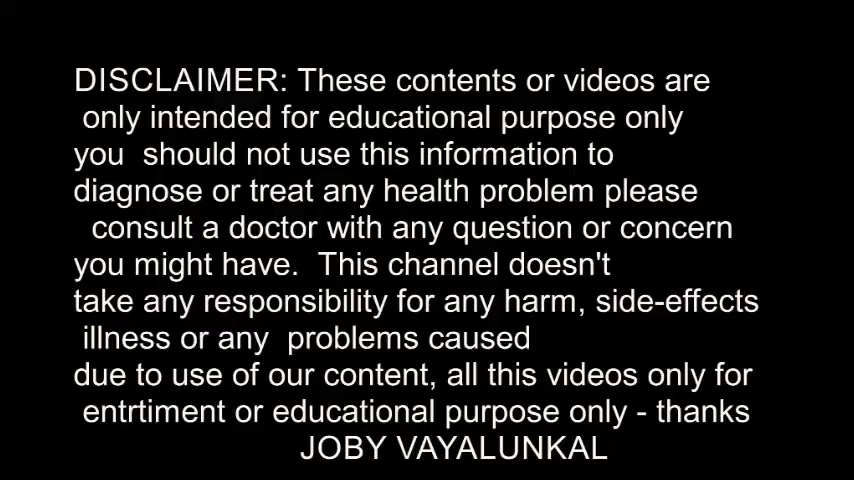 DISCLAIMER: These contents or videos are
only intended for educational purpose only
you should not use this information to
diagnose or treat any health problem please
consult a doctor with any question or concern
you might have. This channel doesn't
take any responsibility for any harm, side-effects
illness or any problems caused
due to use of our content, all this videos only for
entrtiment or educational purpose only - thanks
JOBY VAYALUNKAL